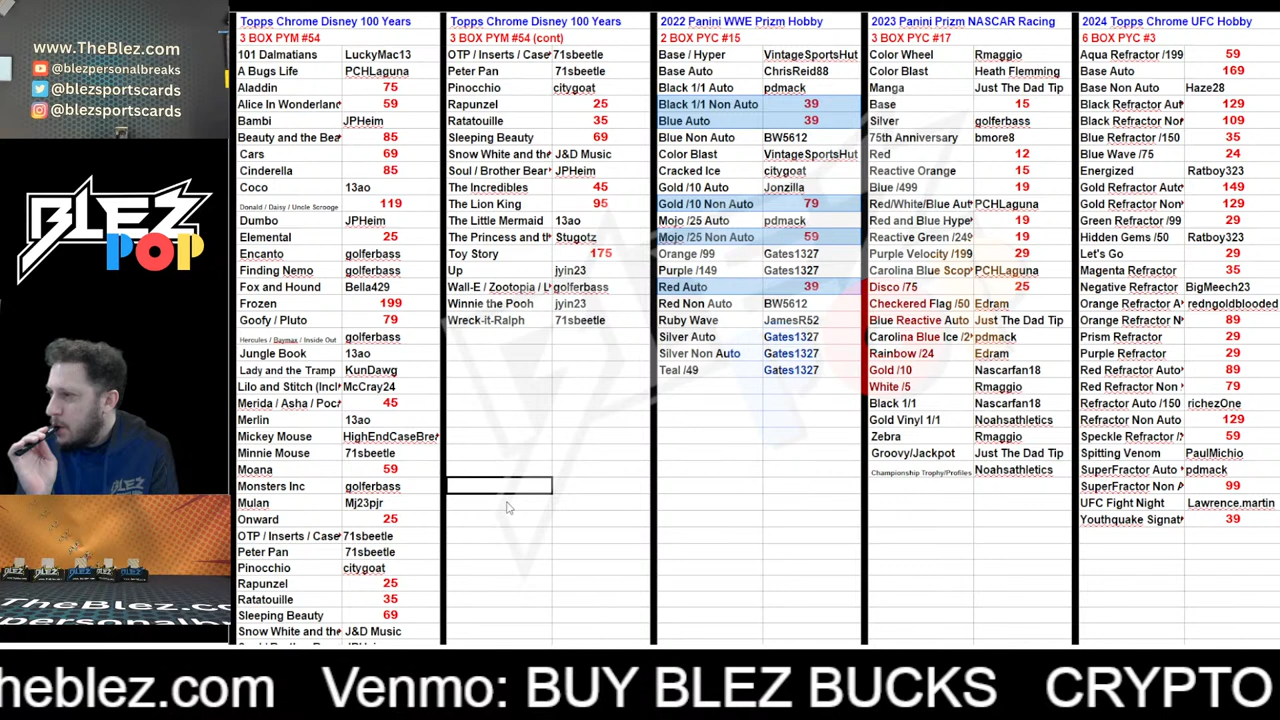 www.TheBlez.com
@blezpersonalbreaks
@blezsportscards
@blezsportscards
BLEZ
POP
TheBlez.co
Topps Chrome Disney 100 Years
3 BOX PYM #54
101 Dalmatians LuckyMac13
A Bugs Life PCHLaguna
Aladdin 75
Alice In Wonderlan 59
Bambi JPHeim
Beauty and the Bea 85
Cars 69
Cinderella 85
Coco 13ao
Donald / Daisy / Uncle Scrooge 119
Dumbo JPHeim
Elemental 25
Encanto golferbass
Finding Nemo golferbass
Fox and Hound Bella429
Frozen 199
Goofy / Pluto 79
Hercules / Baymax / Inside Out golferbass
Jungle Book 13ao
Lady and the Tramp KunDawg
Lilo and Stitch (Incl McCray24
Merida / Asha / Poc 45
Merlin 13ao
Mickey Mouse HighEndCaseBre
Minnie Mouse 71sbeetle
Moana 59
Monsters Inc golferbass
Mulan Mj23pjr
Onward 25
OTP / Inserts / Case 71sbeetle
Peter Pan 71sbeetle
Pinocchio citygoat
Rapunzel 25
Ratatouille 35
Sleeping Beauty 69
Snow White and the J&D Music
Topps Chrome Disney 100 Years
3 BOX PYM #54 (cont)
OTP / Inserts / Case 71sbeetle
Peter Pan 71sbeetle
Pinocchio citygoat
Rapunzel 25
Ratatouille 35
Sleeping Beauty 69
Snow White and the J&D Music
Soul / Brother Bear JPHeim
The Incredibles 45
The Lion King 95
The Little Mermaid 13ao
The Princess and th Stugotz
Toy Story 175
Up jyin23
Wall-E / Zootopia / L golferbass
Winnie the Pooh jyin23
Wreck-it-Ralph 71sbeetle
2022 Panini WWE Prizm Hobby
2 BOX PYC #15
Base / Hyper VintageSportsHut
Base Auto ChrisReid88
Black 1/1 Auto pdmack
Black 1/1 Non Auto 39
Blue Auto 39
Blue Non Auto BW5612
Color Blast VintageSportsHut
Cracked Ice citygoat
Gold /10 Auto Jonzilla
Gold /10 Non Auto 79
Mojo /25 Auto pdmack
Mojo /25 Non Auto 59
Orange /99 Gates1327
Purple /149 Gates1327
Red Auto 39
Red Non Auto BW5612
Ruby Wave JamesR52
Silver Auto Gates1327
Silver Non Auto Gates1327
Teal /49 Gates1327
2023 Panini Prizm NASCAR Racing
3 BOX PYC #17
Color Wheel Rmaggio
Color Blast Heath Flemming
Manga Just The Dad Tip
Base 15
Silver golferbass
75th Anniversary bmore8
Red 12
Reactive Orange 15
Blue /499 19
Red/White/Blue Aut PCHLaguna
Red and Blue Hype 19
Reactive Green /249 19
Purple Velocity /199 29
Carolina Blue Scop PCHLaguna
Disco /75 25
Checkered Flag /50 Edram
Blue Reactive Auto Just The Dad Tip
Carolina Blue Ice /2 pdmack
Rainbow /24 Edram
Gold /10 Nascarfan18
White /5 Rmaggio
Black 1/1 Nascarfan18
Gold Vinyl 1/1 Noahsathletics
Zebra Rmaggio
Groovy/Jackpot Just The Dad Tip
Championship Trophy/Profiles Noahsathletics
2024 Topps Chrome UFC Hobby
6 BOX PYC #3
Aqua Refractor /199 59
Base Auto 169
Base Non Auto Haze28
Black Refractor Aut 129
Black Refractor Nor 109
Blue Refractor /150 35
Blue Wave /75 24
Energized Ratboy323
Gold Refractor Aut 149
Gold Refractor Non 129
Green Refractor /99 29
Hidden Gems /50 Ratboy323
Let's Go 29
Magenta Refractor 35
Negative Refractor BigMeech23
Orange Refractor A redngoldblooded
Orange Refractor N 89
Prism Refractor 29
Purple Refractor 29
Red Refractor Auto 89
Red Refractor Non 79
Refractor Auto /150 richezOne
Refractor Non Auto 129
Speckle Refractor /2 59
Spitting Venom PaulMichio
SuperFractor Auto pdmack
SuperFractor Non A 99
UFC Fight Night Lawrence.martin
Youthquake Signat 39
heblez.com Venmo: BUY BLEZ BUCKS CRYPTO